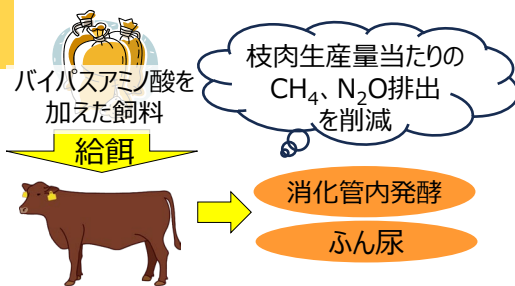 バイパスアミノ酸を
加えた飼料
給餌
枝肉生産量当たりの
CH₄、N₂O排出
を削減
消化管内発酵
ふん尿